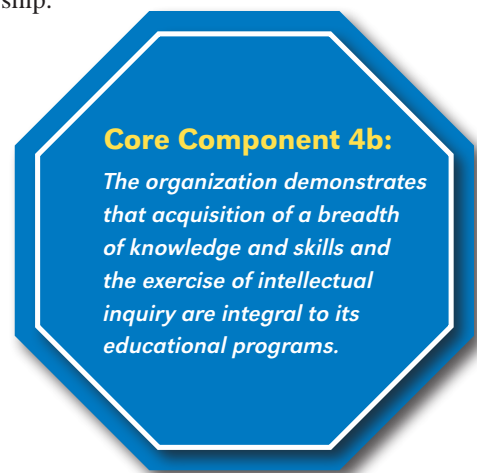 ship.
Core Component 4b:
The organization demonstrates
that acquisition of a breadth
of knowledge and skills and
the exercise of intellectual
inquiry are integral to its
educational programs.